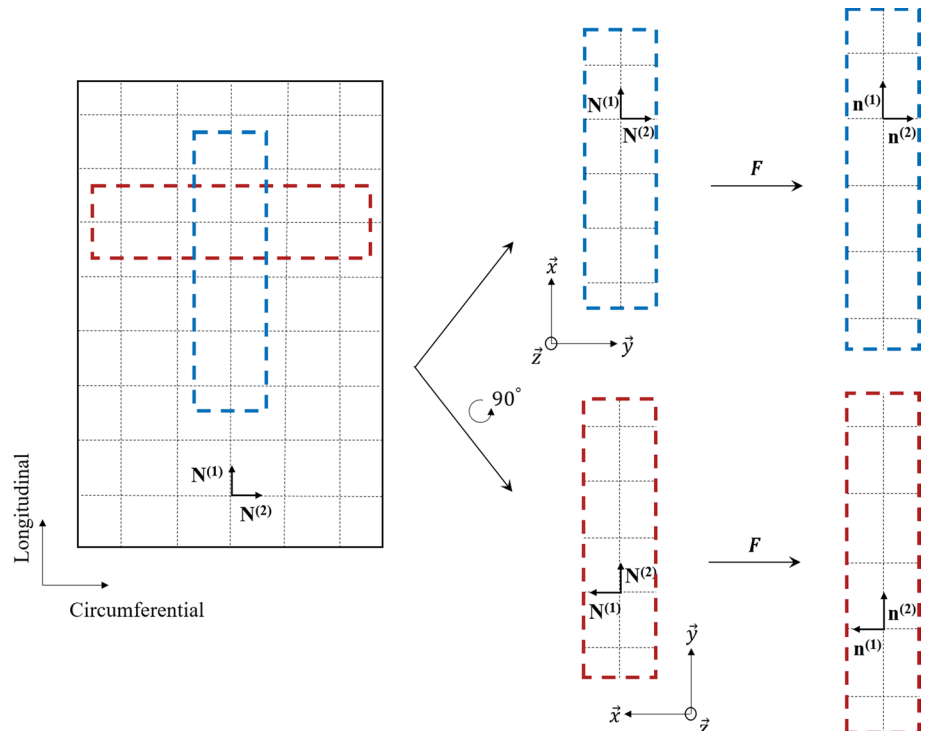 N(1)
N(2)
Longitudinal
Circumferential
90°
N(1)
N(2)
x⃗
z⃗
y⃗
F
n(1)
n(2)
N(2)
N(1)
y⃗
x⃗
z⃗
F
n(2)
n(1)